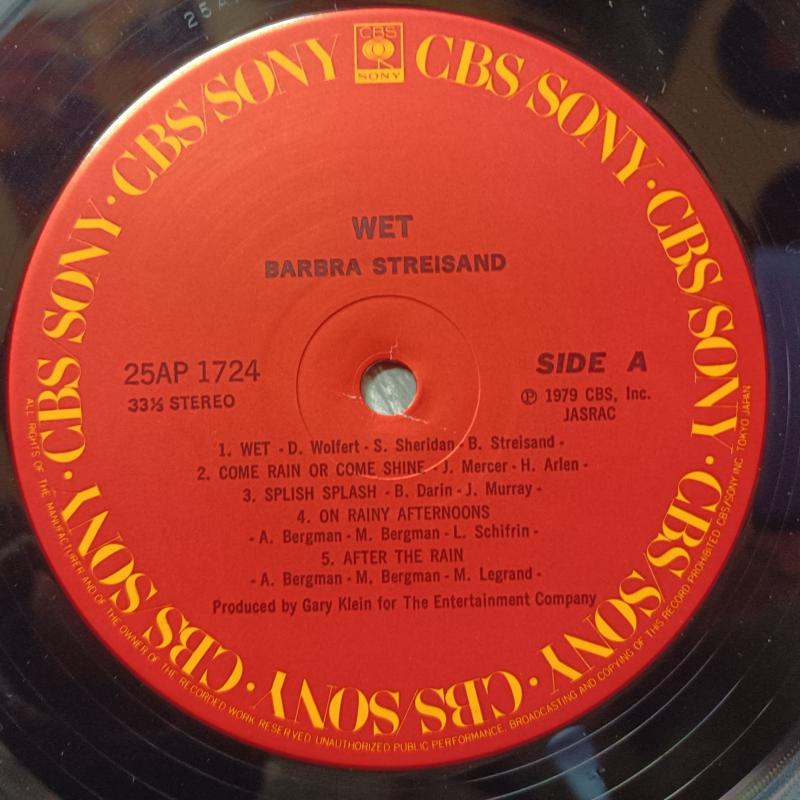 25A
CBS
SONY
CBS/SONY · CBS/SONY · CBS/SONY · CBS/SONY · CBS/SONY · CBS/SONY · CBS/SONY · CBS/SONY
WET
BARBRA STREISAND
25AP 1724
33⅓ STEREO
SIDE A
Ⓟ 1979 CBS, Inc.
JASRAC
1. WET - D. Wolfert - S. Sheridan - B. Streisand -
2. COME RAIN OR COME SHINE - J. Mercer - H. Arlen -
3. SPLISH SPLASH - B. Darin - J. Murray -
4. ON RAINY AFTERNOONS
- A. Bergman - M. Bergman - L. Schifrin -
5. AFTER THE RAIN
- A. Bergman - M. Bergman - M. Legrand -
Produced by Gary Klein for The Entertainment Company
ALL RIGHTS OF THE MANUFACTURER AND OF THE OWNER OF THE RECORDED WORK RESERVED UNAUTHORIZED PUBLIC PERFORMANCE, BROADCASTING AND COPYING OF THIS RECORD PROHIBITED CBS/SONY INC. TOKYO JAPAN